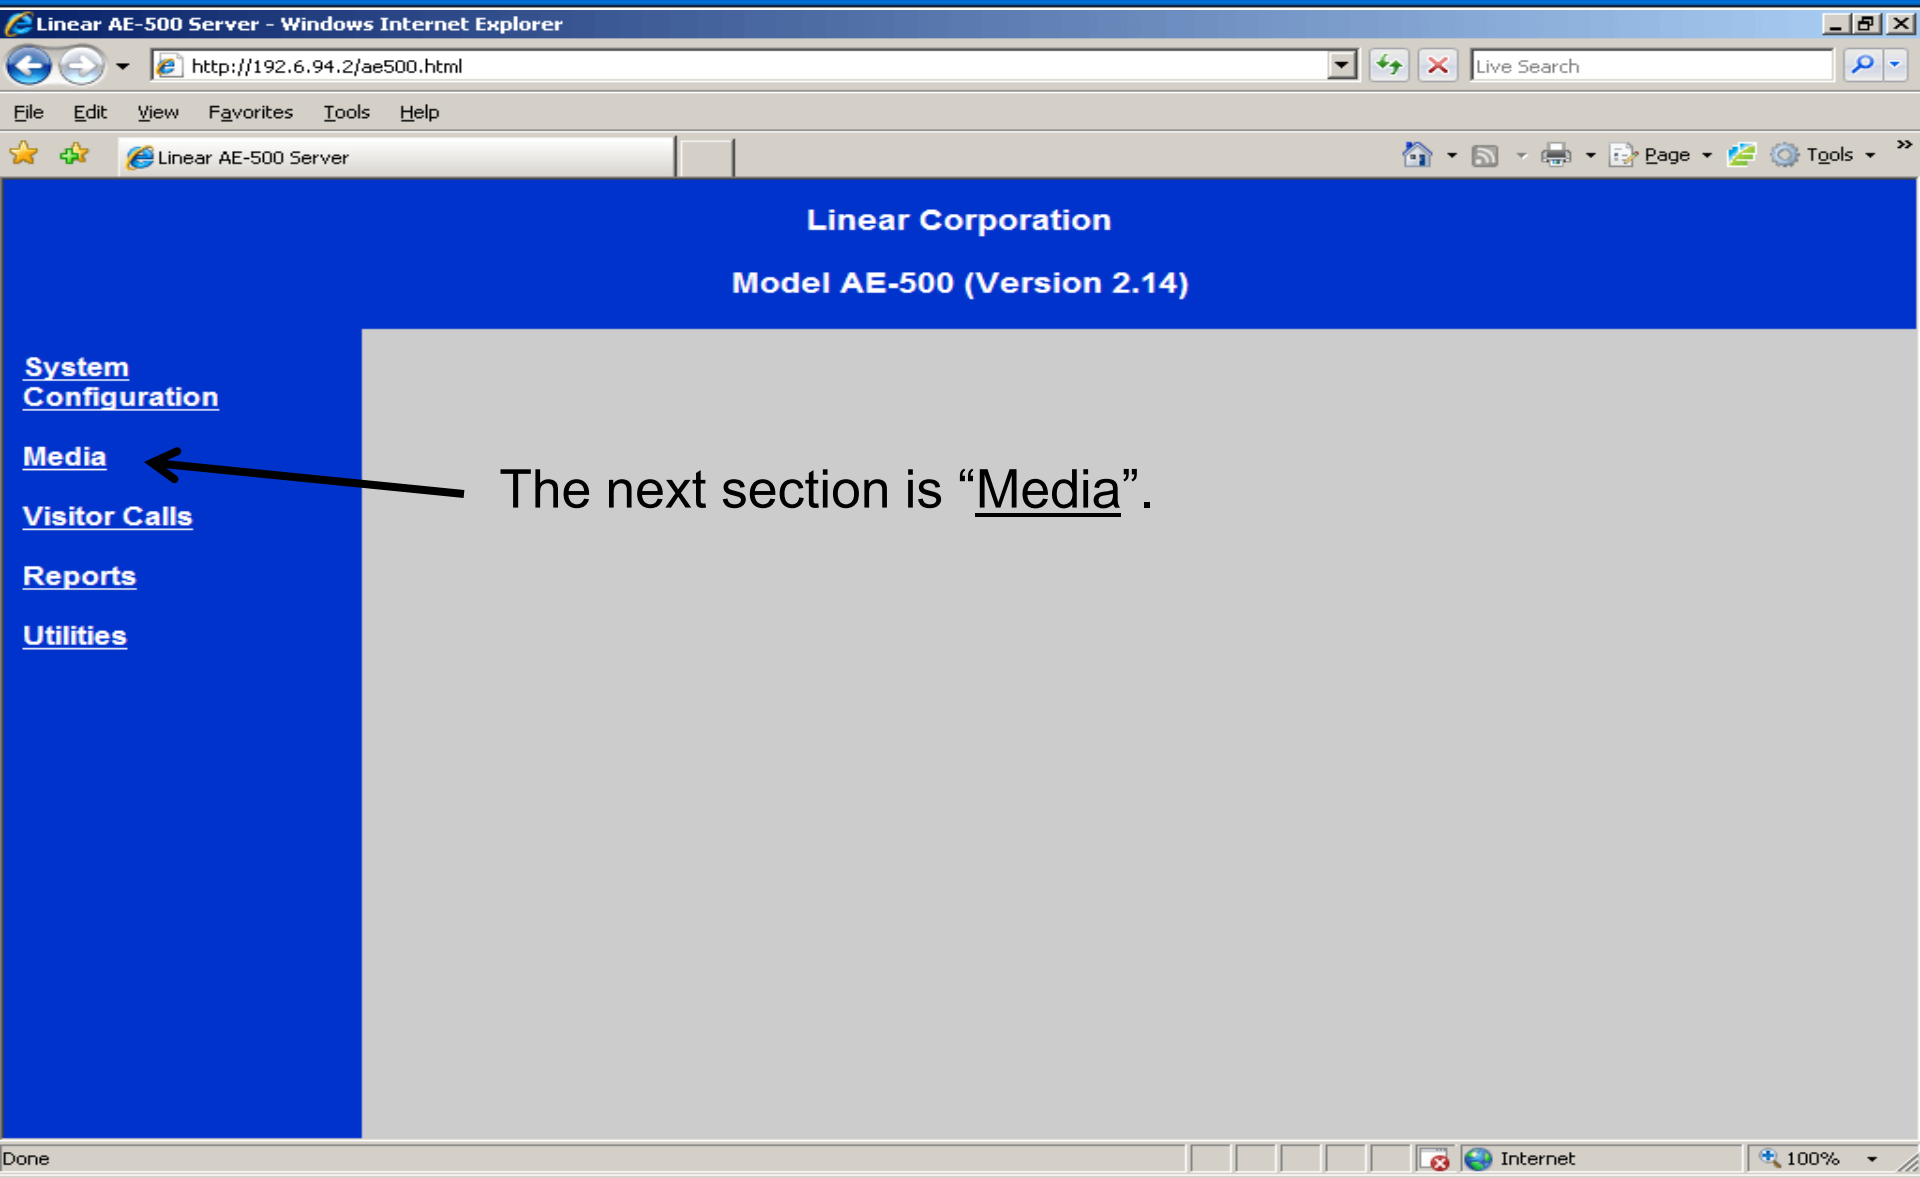 Linear AE-500 Server - Windows Internet Explorer
http://192.6.94.2/ae500.html
Live Search
File Edit View Favorites Tools Help
Linear AE-500 Server
Page Tools »
Linear Corporation
Model AE-500 (Version 2.14)
System
Configuration
Media
The next section is “Media”.
Visitor Calls
Reports
Utilities
Done
Internet
100%